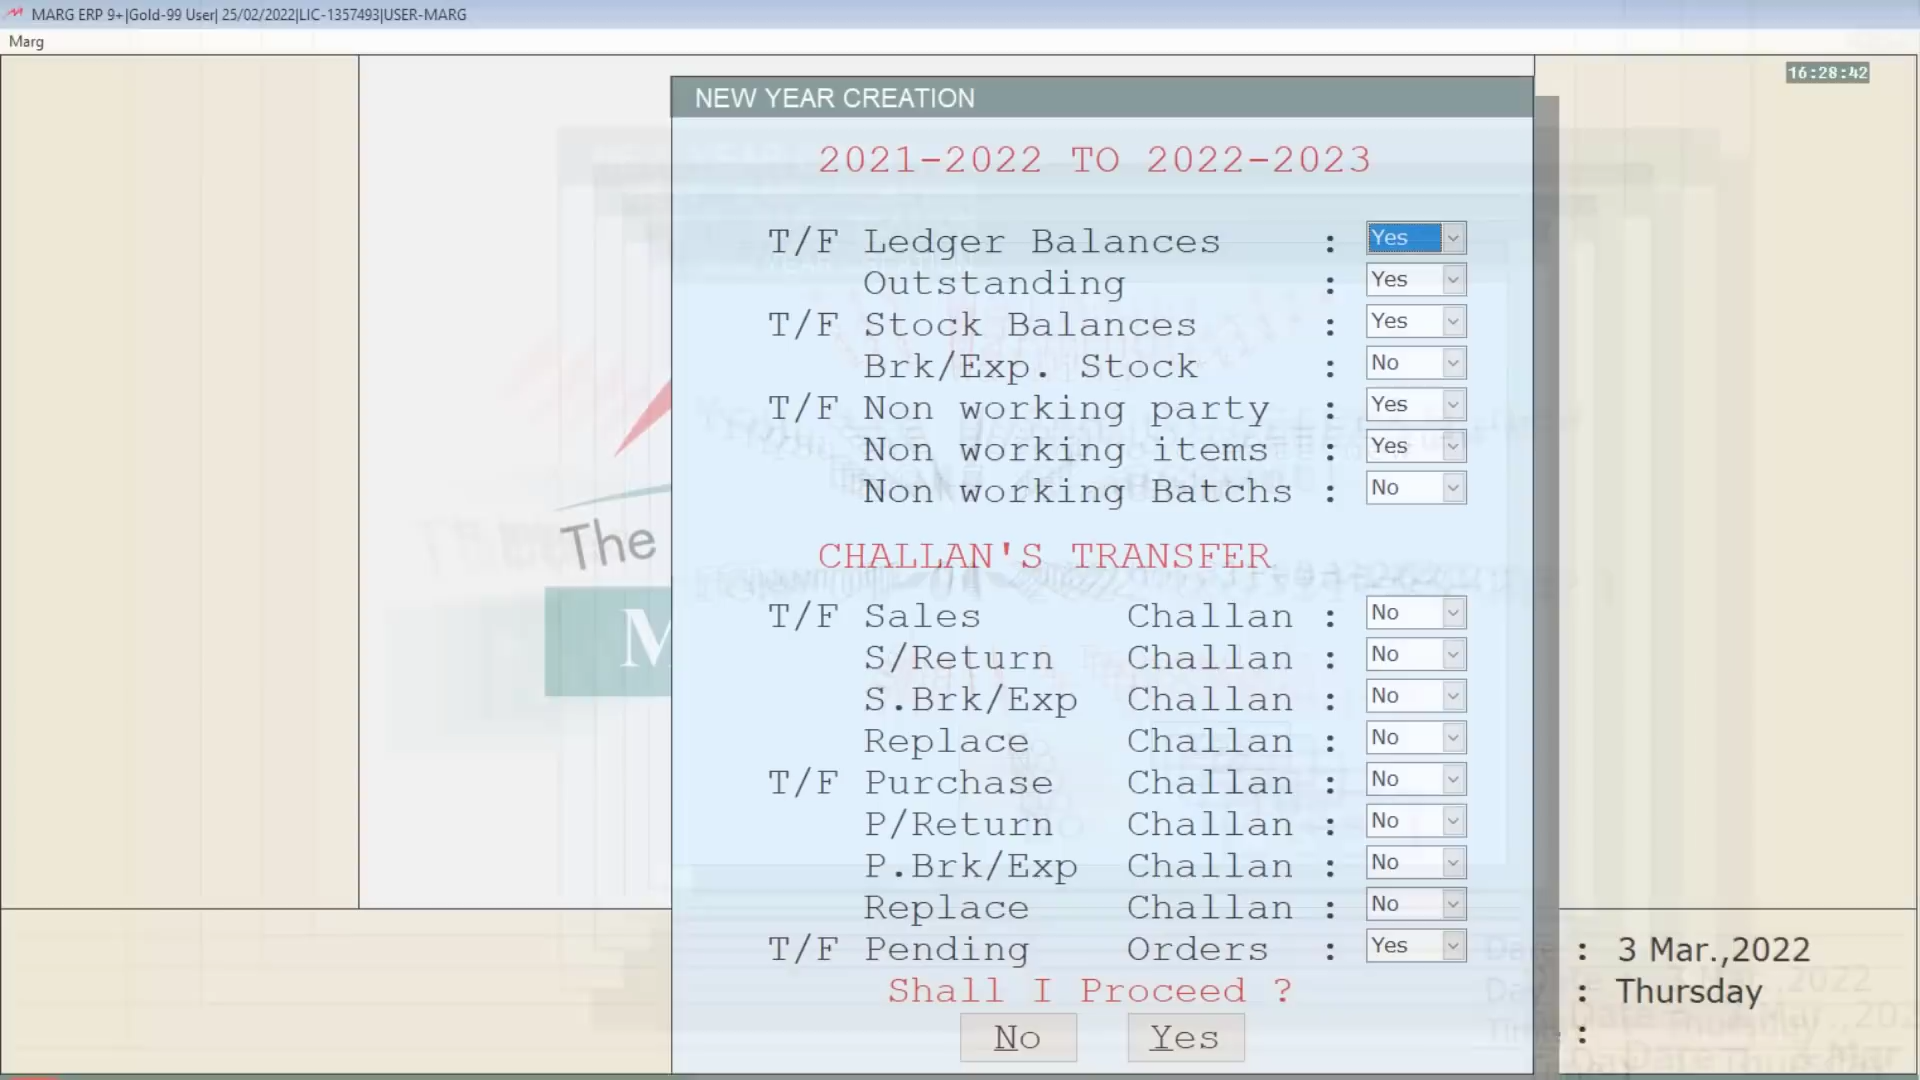 MARG ERP 9+|Gold-99 User| 25/02/2022|LIC-1357493|USER-MARG
Marg
16:28:42
NEW YEAR CREATION
2021-2022 TO 2022-2023
T/F Ledger Balances : Yes
Outstanding : Yes
T/F Stock Balances : Yes
Brk/Exp. Stock : No
T/F Non working party : Yes
Non working items : Yes
Non working Batchs : No
The
M
CHALLAN'S TRANSFER
T/F Sales Challan : No
S/Return Challan : No
S.Brk/Exp Challan : No
Replace Challan : No
T/F Purchase Challan : No
P/Return Challan : No
P.Brk/Exp Challan : No
Replace Challan : No
T/F Pending Orders : Yes
Shall I Proceed ?
No Yes
Date : 3 Mar.,2022
Day : Thursday
Time :